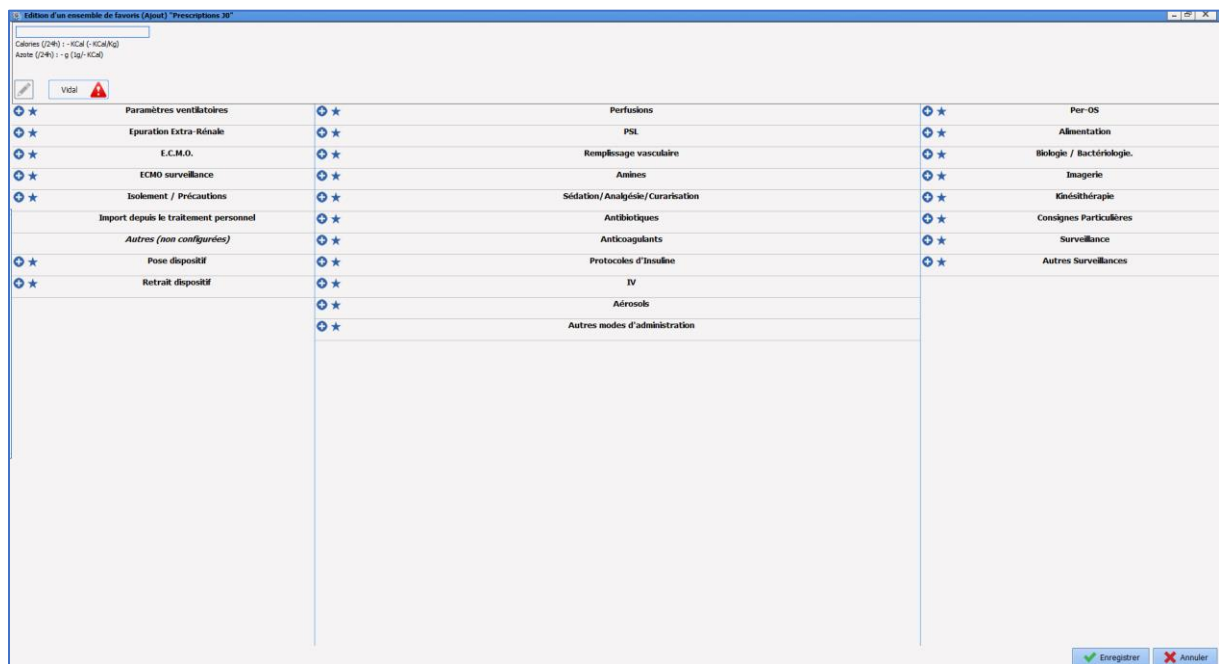 Edition d'un ensemble de favoris (Ajout) "Prescriptions J0"
Calories (/24h) : - KCal (- KCal/Kg)
Azote (/24h) : - g (1g/- KCal)
Vidal
Paramètres ventilatoires
Epuration Extra-Rénale
E.C.M.O.
ECMO surveillance
Isolement / Précautions
Import depuis le traitement personnel
Autres (non configurées)
Pose dispositif
Retrait dispositif
Perfusions
PSL
Remplissage vasculaire
Amines
Sédation/Analgésie/Curarisation
Antibiotiques
Anticoagulants
Protocoles d'Insuline
IV
Aérosols
Autres modes d'administration
Per-OS
Alimentation
Biologie / Bactériologie.
Imagerie
Kinésithérapie
Consignes Particulières
Surveillance
Autres Surveillances
Enregistrer
Annuler